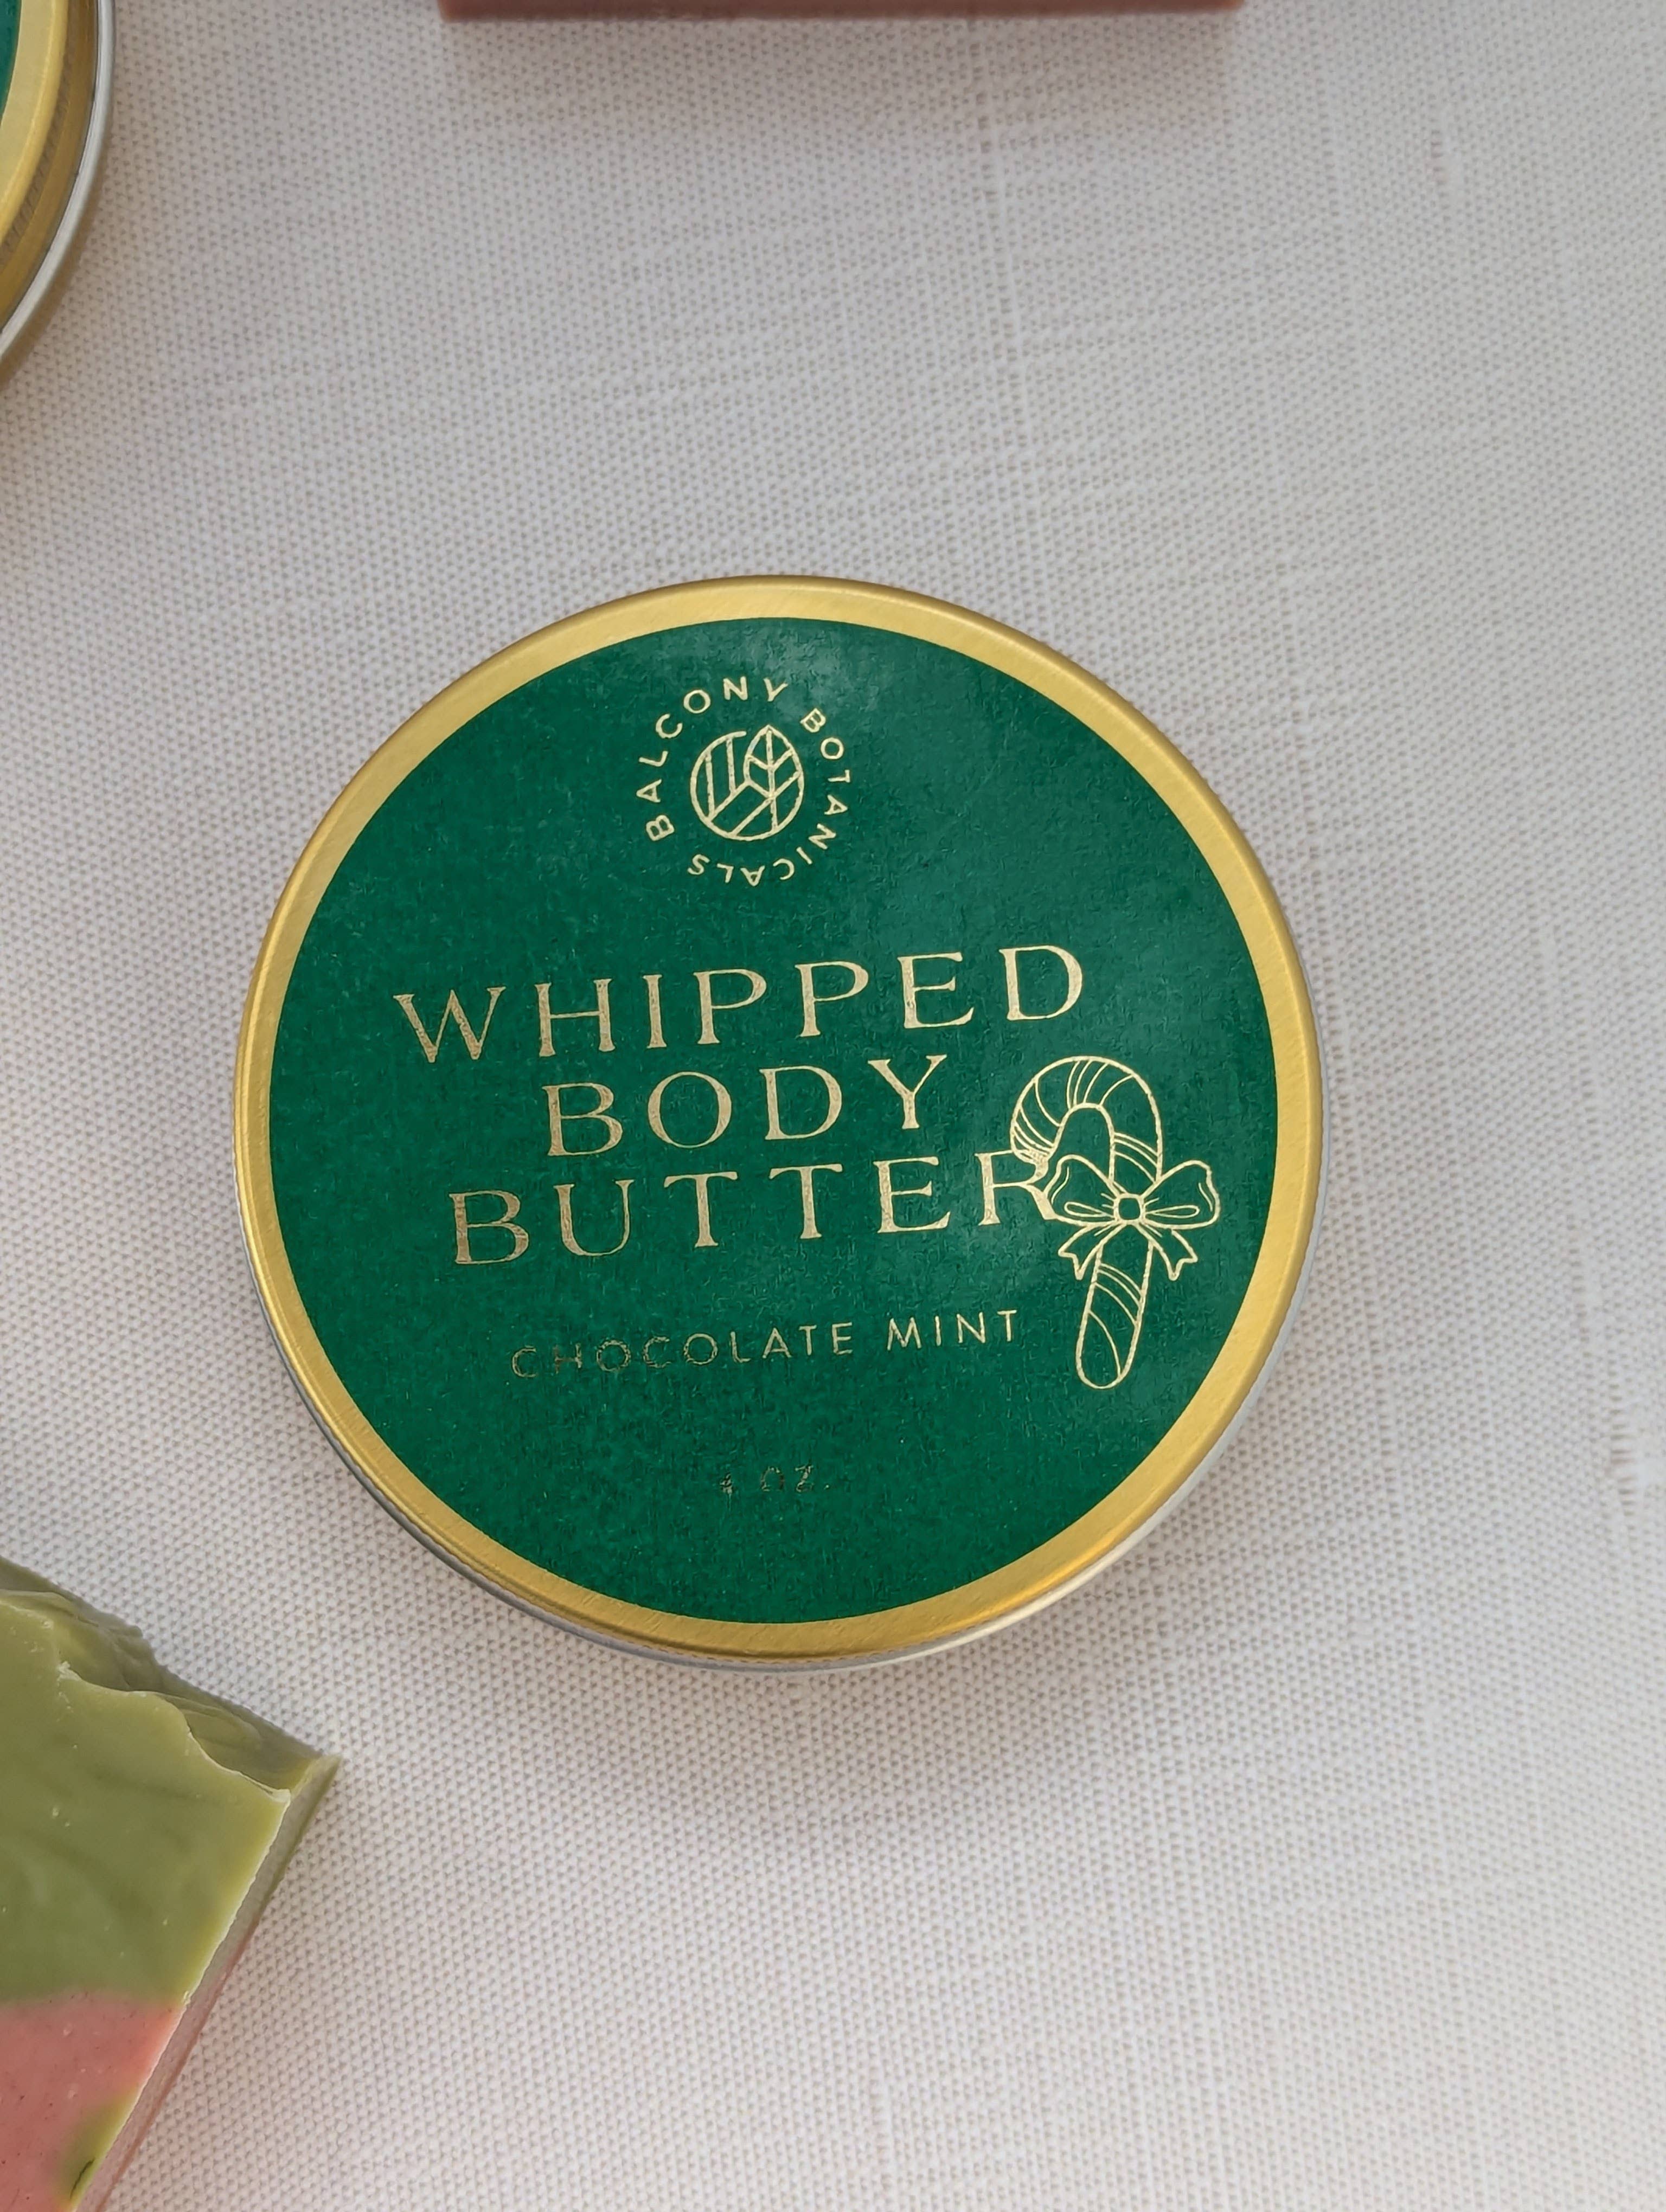 BALCONY BOTANICALS
WHIPPED
BODY
BUTTER
CHOCOLATE MINT
4 OZ.